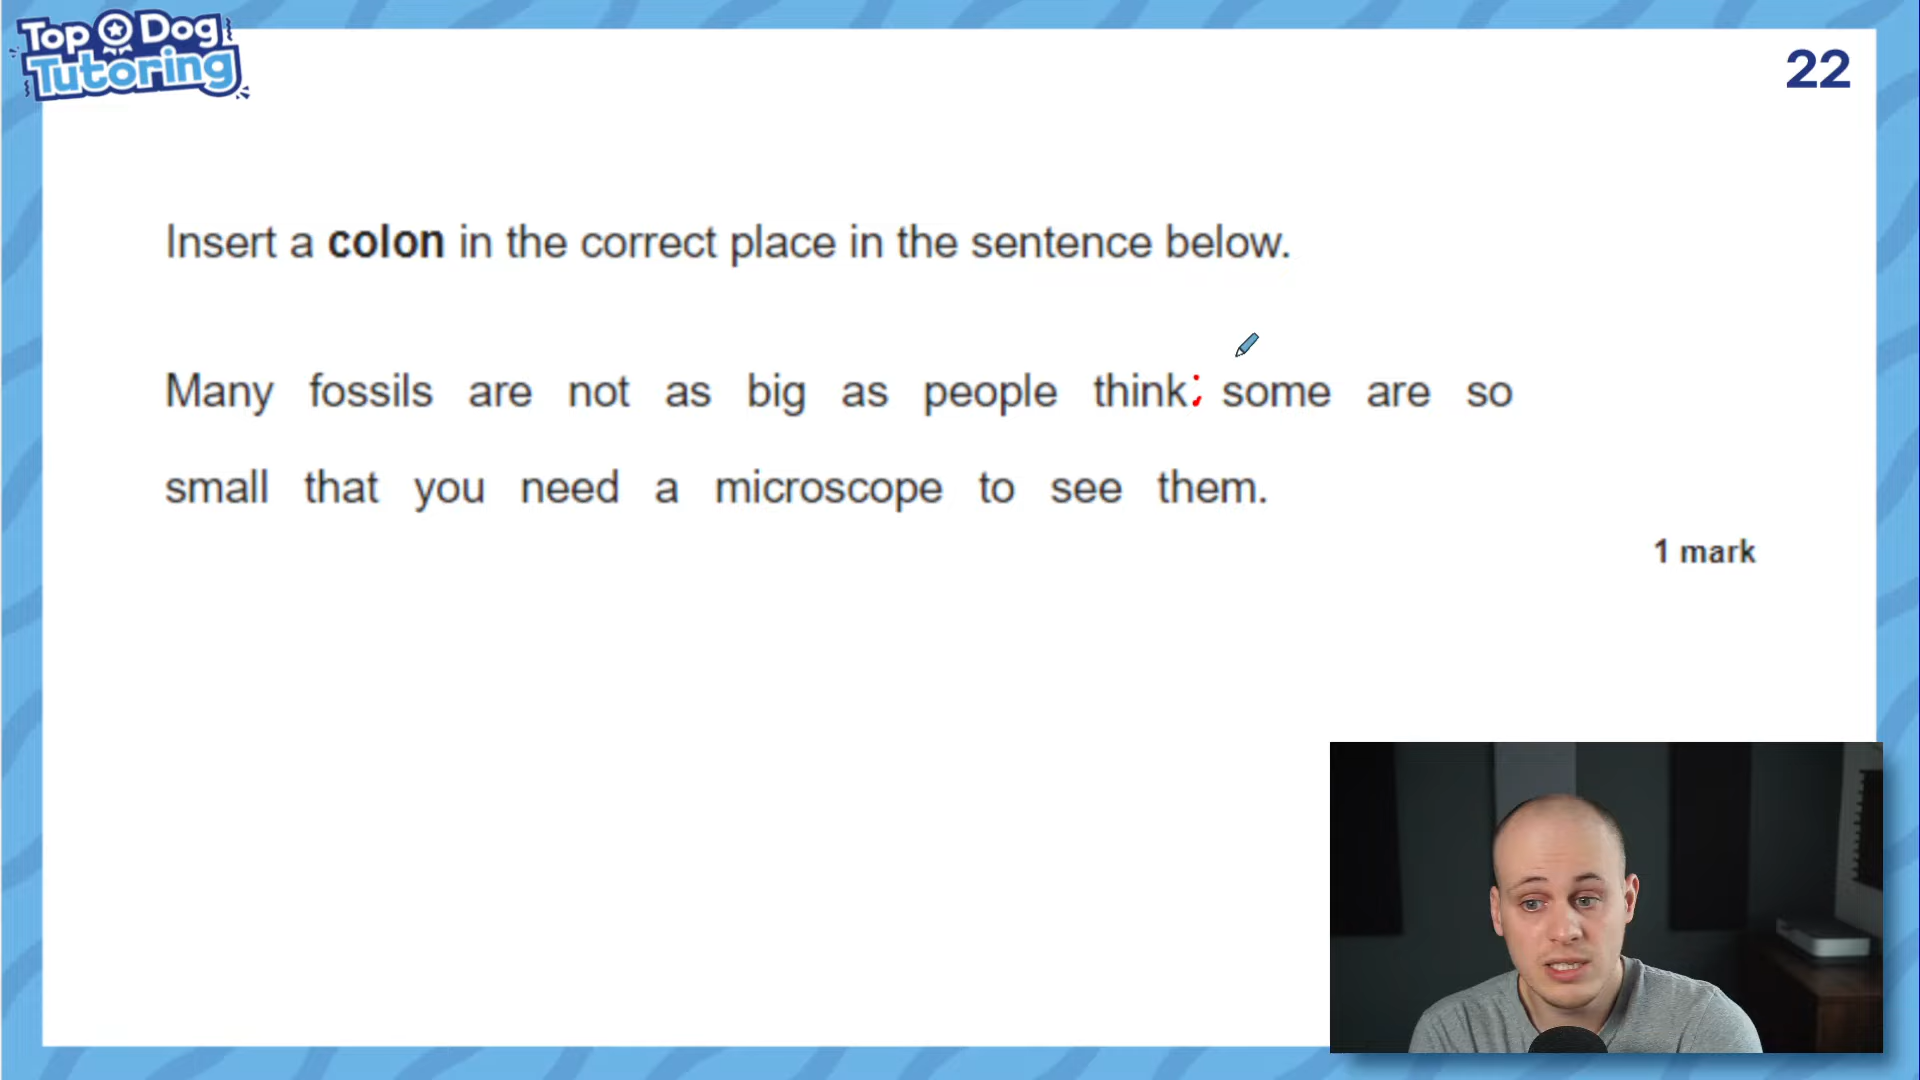 Top Dog
Tutoring
22
Insert a colon in the correct place in the sentence below.
Many fossils are not as big as people think: some are so
small that you need a microscope to see them.
1 mark